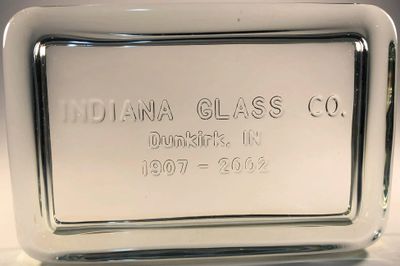 INDIANA GLASS CO.
Dunkirk, IN
1907 - 2002